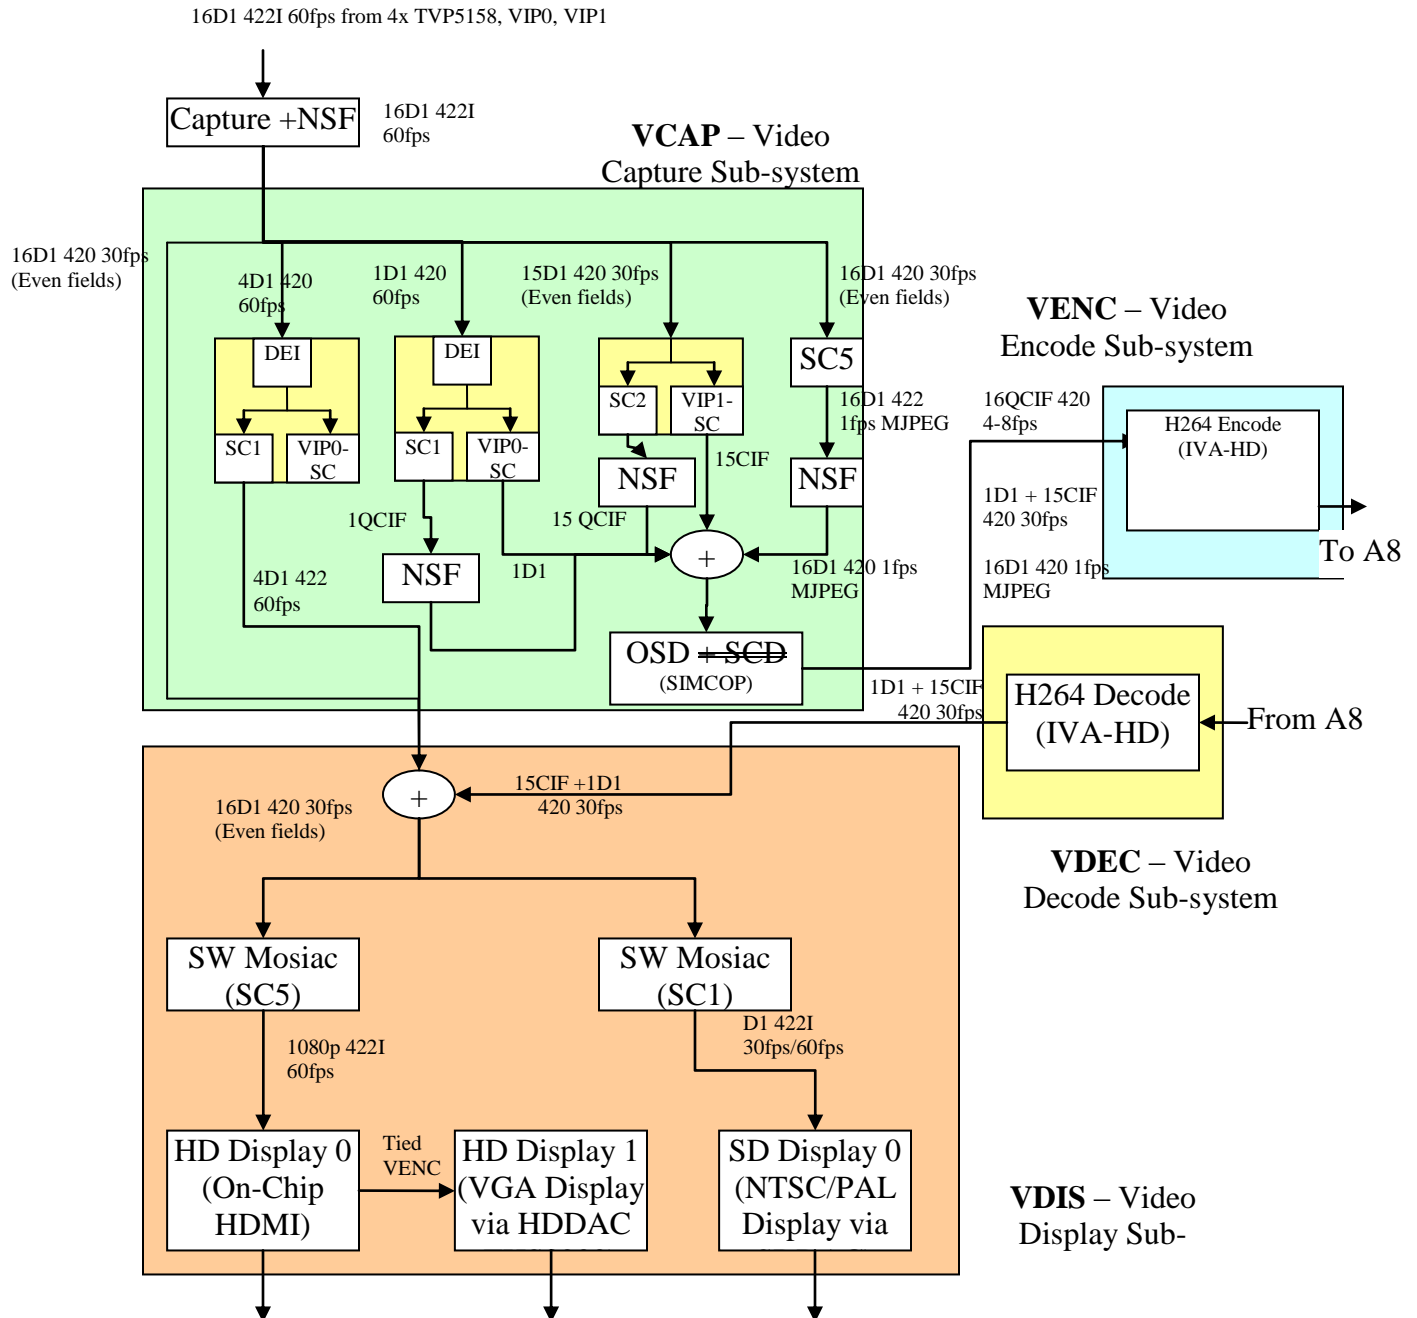 16D1 422I 60fps from 4x TVP5158, VIP0, VIP1
Capture +NSF
16D1 422I
60fps
VCAP – Video
Capture Sub-system
16D1 420 30fps
(Even fields)
4D1 420
60fps
1D1 420
60fps
15D1 420 30fps
(Even fields)
16D1 420 30fps
(Even fields)
DEI
SC1
VIP0-
SC
DEI
SC1
VIP0-
SC
SC2
VIP1-
SC
SC5
16D1 422
1fps MJPEG
NSF
15CIF
NSF
1QCIF
15 QCIF
NSF
1D1
+
4D1 422
60fps
16D1 420 1fps
MJPEG
OSD + SCD
(SIMCOP)
VENC – Video
Encode Sub-system
16QCIF 420
4-8fps
H264 Encode
(IVA-HD)
1D1 + 15CIF
420 30fps
To A8
16D1 420 1fps
MJPEG
1D1 + 15CIF
420 30fps
H264 Decode
(IVA-HD)
From A8
VDEC – Video
Decode Sub-system
+
15CIF +1D1
420 30fps
16D1 420 30fps
(Even fields)
SW Mosiac
(SC5)
SW Mosiac
(SC1)
1080p 422I
60fps
D1 422I
30fps/60fps
HD Display 0
(On-Chip
HDMI)
Tied
VENC
HD Display 1
(VGA Display
via HDDAC
SD Display 0
(NTSC/PAL
Display via
VDIS – Video
Display Sub-